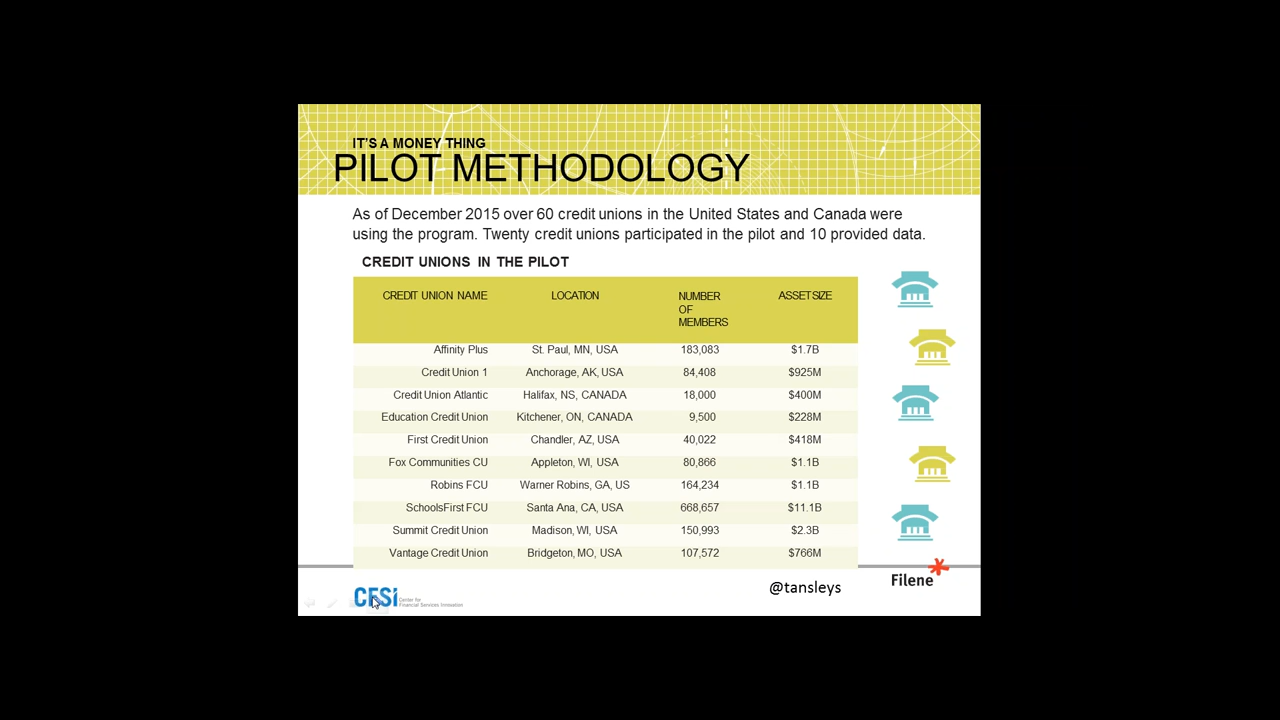 IT'S A MONEY THING
PILOT METHODOLOGY
As of December 2015 over 60 credit unions in the United States and Canada were
using the program. Twenty credit unions participated in the pilot and 10 provided data.
CREDIT UNIONS IN THE PILOT
CREDIT UNION NAME LOCATION NUMBER OF MEMBERS ASSET SIZE
Affinity Plus St. Paul, MN, USA 183,083 $1.7B
Credit Union 1 Anchorage, AK, USA 84,408 $925M
Credit Union Atlantic Halifax, NS, CANADA 18,000 $400M
Education Credit Union Kitchener, ON, CANADA 9,500 $228M
First Credit Union Chandler, AZ, USA 40,022 $418M
Fox Communities CU Appleton, WI, USA 80,866 $1.1B
Robins FCU Warner Robins, GA, US 164,234 $1.1B
SchoolsFirst FCU Santa Ana, CA, USA 668,657 $11.1B
Summit Credit Union Madison, WI, USA 150,993 $2.3B
Vantage Credit Union Bridgeton, MO, USA 107,572 $766M
CFSi Center for
Financial Services Innovation
@tansleys
Filene